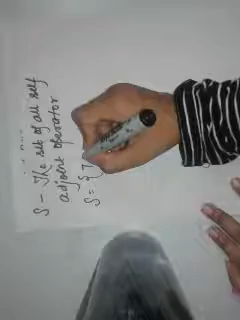 S - The set of all self
adjoint operator
S = { T